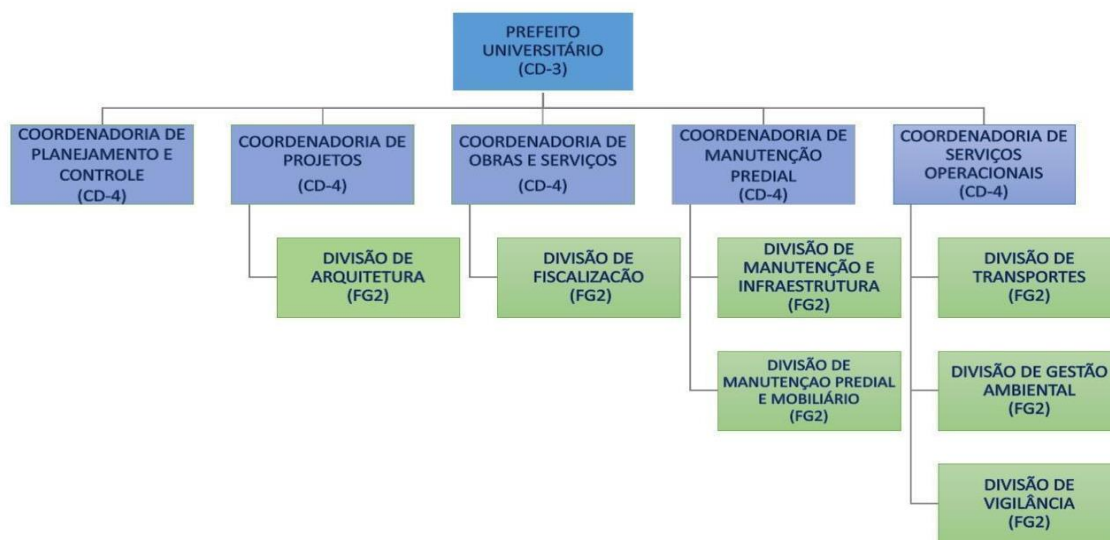 PREFEITO
UNIVERSITÁRIO
(CD-3)
COORDENADORIA DE
PLANEJAMENTO E
CONTROLE
(CD-4)
COORDENADORIA DE
PROJETOS
(CD-4)
COORDENADORIA DE
OBRAS E SERVIÇOS
(CD-4)
COORDENADORIA DE
MANUTENÇÃO
PREDIAL
(CD-4)
COORDENADORIA DE
SERVIÇOS
OPERACIONAIS
(CD-4)
DIVISÃO DE
ARQUITETURA
(FG2)
DIVISÃO DE
FISCALIZACÃO
(FG2)
DIVISÃO DE
MANUTENÇÃO E
INFRAESTRUTURA
(FG2)
DIVISÃO DE
TRANSPORTES
(FG2)
DIVISÃO DE
MANUTENÇAO PREDIAL
E MOBILIÁRIO
(FG2)
DIVISÃO DE GESTÃO
AMBIENTAL
(FG2)
DIVISÃO DE
VIGILÂNCIA
(FG2)